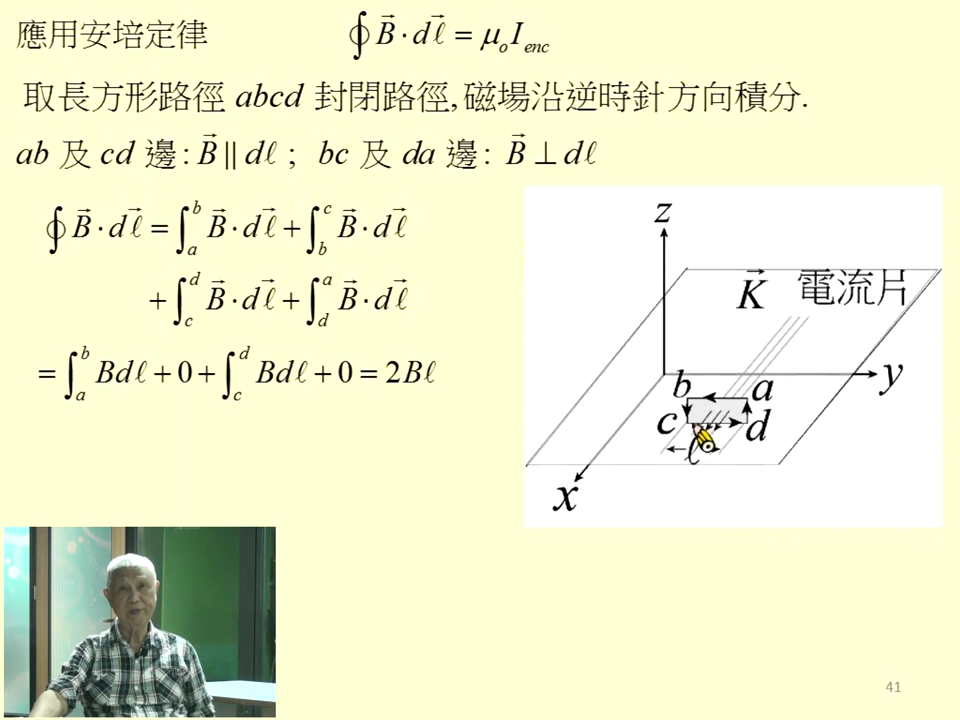 應用安培定律 ∮B⃗·dℓ⃗ = μₒI_enc
取長方形路徑 abcd 封閉路徑, 磁場沿逆時針方向積分.
ab 及 cd 邊: B⃗ || dℓ ; bc 及 da 邊: B⃗ ⊥ dℓ
∮B⃗·dℓ⃗ = ∫ₐᵇ B⃗·dℓ⃗ + ∫_b^c B⃗·dℓ⃗
+ ∫_c^d B⃗·dℓ⃗ + ∫_d^a B⃗·dℓ⃗
= ∫ₐᵇ Bdℓ + 0 + ∫_c^d Bdℓ + 0 = 2Bℓ
z
K⃗ 電流片
y
b a
c d
ℓ
x
41